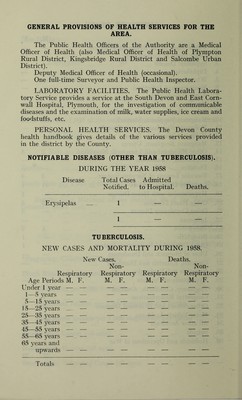 GENERAL PROVISIONS OF HEALTH SERVICES FOR THE
AREA.
The Public Health Officers of the Authority are a Medical
Officer of Health (also Medical Officer of Health of Plympton
Rural District, Kingsbridge Rural District and Salcombe Urban
District).
Deputy Medical Officer of Health (occasional).
One full-time Surveyor and Public Health Inspector.
LABORATORY FACILITIES. The Public Health Labora-
tory Service provides a service at the South Devon and East Corn-
wall Hospital, Plymouth, for the investigation of communicable
diseases and the examination of milk, water supplies, ice cream and
foodstuffs, etc.
PERSONAL HEALTH SERVICES. The Devon County
health handbook gives details of the various services provided
in the district by the County.
NOTIFIABLE DISEASES (OTHER THAN TUBERCULOSIS).
DURING THE YEAR 1958
Disease Total Cases Admitted
Notified. to Hospital. Deaths.
Erysipelas ... 1 — —
1 — —
TUBERCULOSIS.
NEW CASES AND MORTALITY DURING 1958.
New Cases. Deaths.
Non- Non-
Respiratory Respiratory Respiratory Respiratory
Age Periods M. F. M. F. M. F. M. F.
Under 1 year — — — — — — — —
1—5 years — — — — — — — —
5—15 years — — — — — — — —
15—25 years — — — — — — — —
25—35 years — — — — — — — —
35—45 years — — — — — — — —
45—55 years — — — — — — — —
55—65 years — — — — — — — —
65 years and
upwards — — — — — — — —
Totals — — — — — — — —